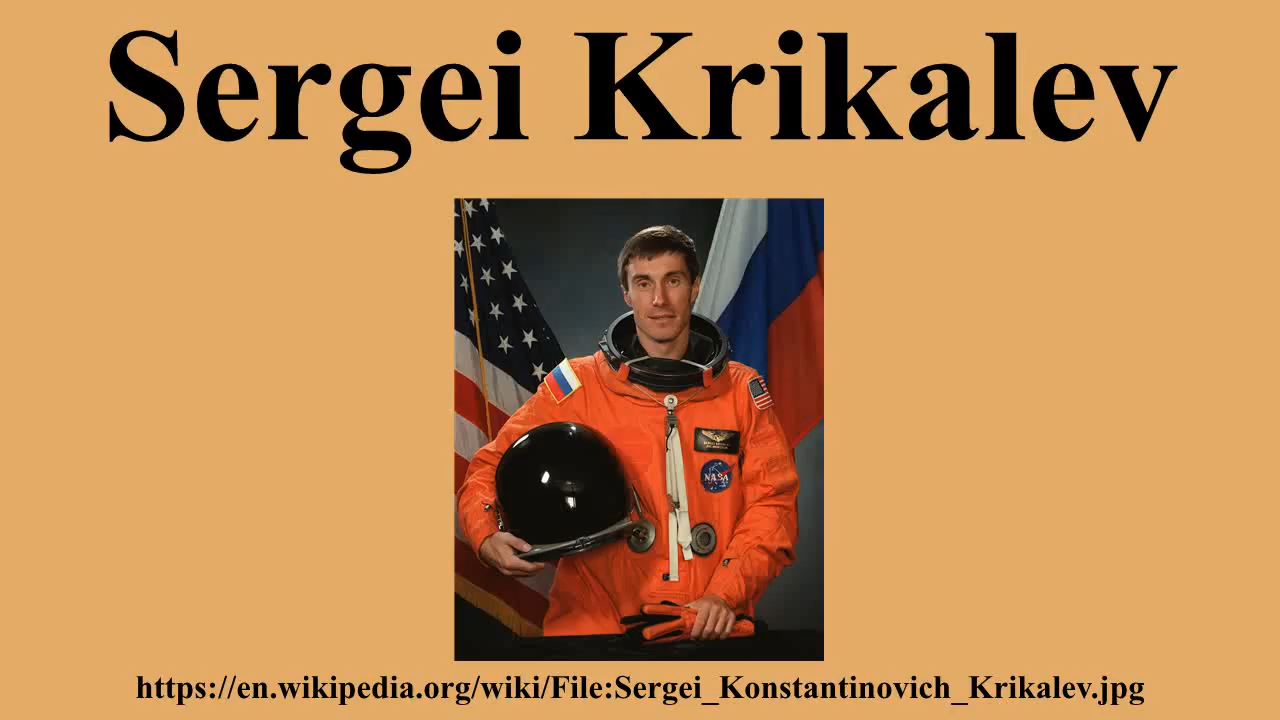 Sergei Krikalev
NASA
https://en.wikipedia.org/wiki/File:Sergei_Konstantinovich_Krikalev.jpg